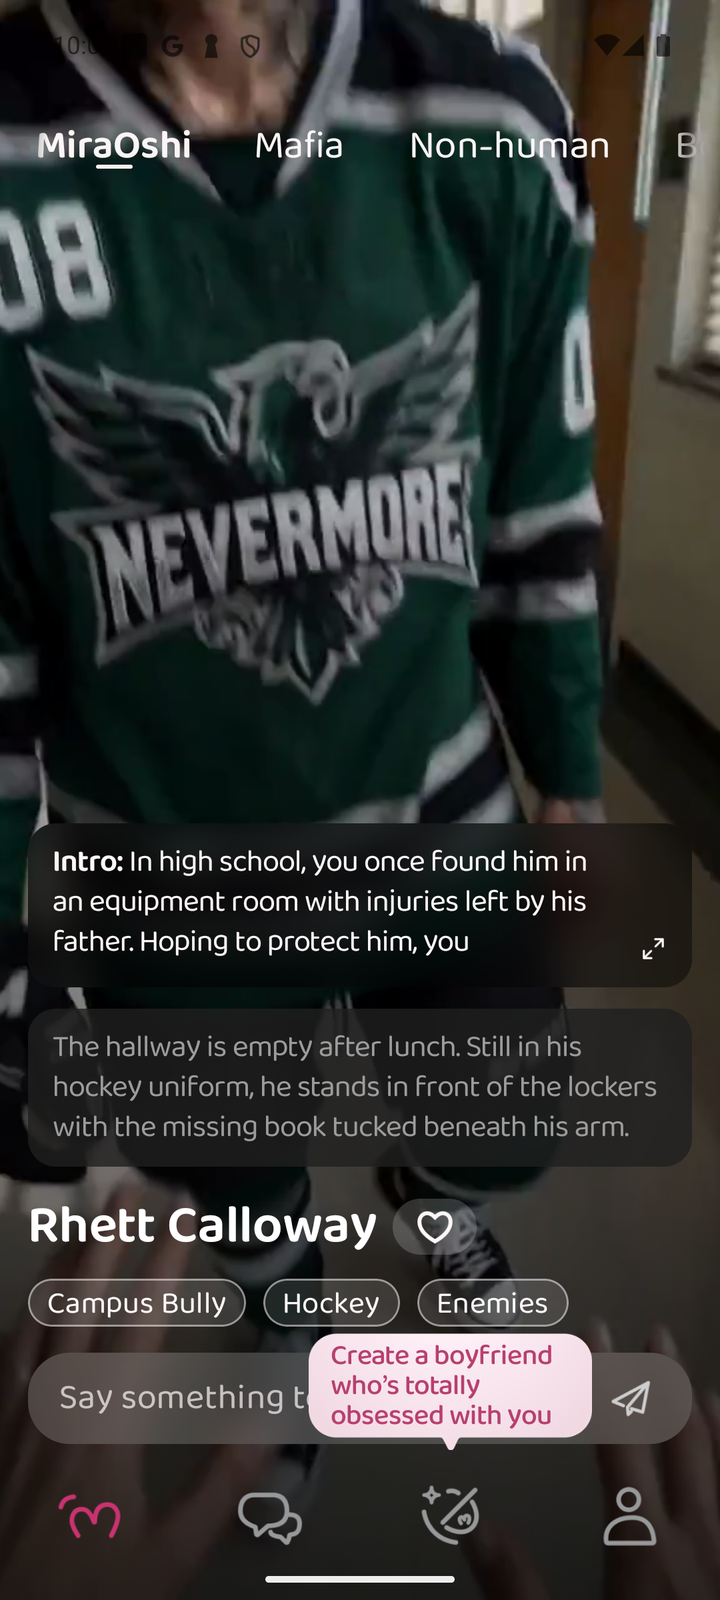 MiraOshi Mafia Non-human
08
0
NEVERMORE
Intro: In high school, you once found him in
an equipment room with injuries left by his
father. Hoping to protect him, you
The hallway is empty after lunch. Still in his
hockey uniform, he stands in front of the lockers
with the missing book tucked beneath his arm.
Rhett Calloway
Campus Bully Hockey Enemies
Create a boyfriend
who's totally
obsessed with you
Say something